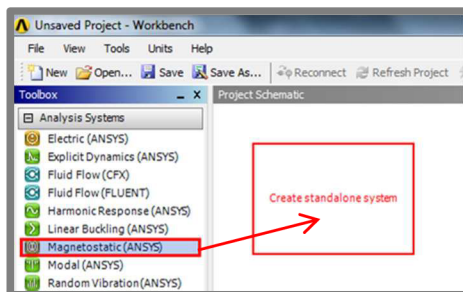 Unsaved Project - Workbench
File View Tools Units Help
New Open... Save Save As... Reconnect Refresh Project
Toolbox
Project Schematic
Analysis Systems
Electric (ANSYS)
Explicit Dynamics (ANSYS)
Fluid Flow (CFX)
Fluid Flow (FLUENT)
Harmonic Response (ANSYS)
Linear Buckling (ANSYS)
Magnetostatic (ANSYS)
Modal (ANSYS)
Random Vibration (ANSYS)
Create standalone system